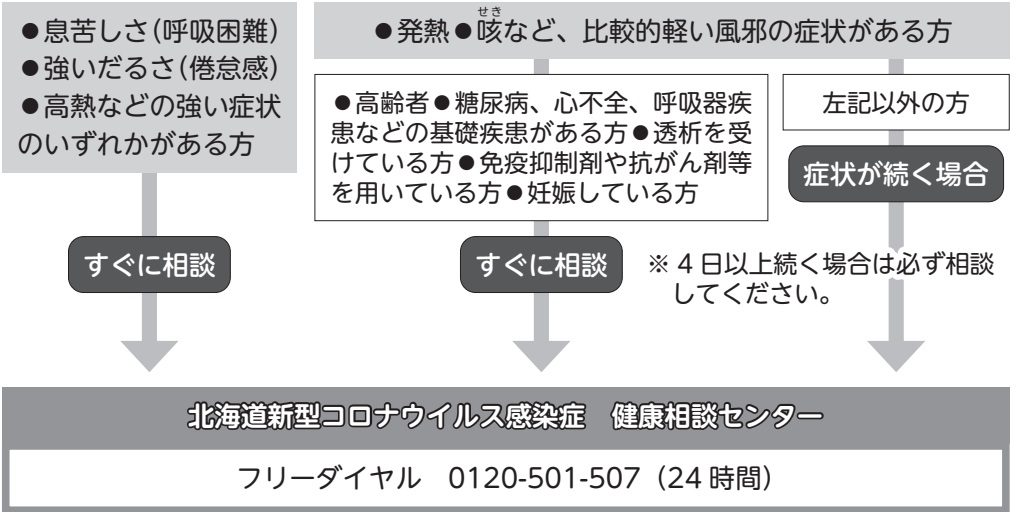 ●息苦しさ（呼吸困難）
●強いだるさ（倦怠感）
●高熱などの強い症状
のいずれかがある方
すぐに相談
せき
●発熱●咳など、比較的軽い風邪の症状がある方
●高齢者●糖尿病、心不全、呼吸器疾
患などの基礎疾患がある方●透析を受
けている方●免疫抑制剤や抗がん剤等
を用いている方●妊娠している方
すぐに相談
左記以外の方
症状が続く場合
※４日以上続く場合は必ず相談
してください。
北海道新型コロナウイルス感染症　健康相談センター
フリーダイヤル　0120-501-507（24 時間）